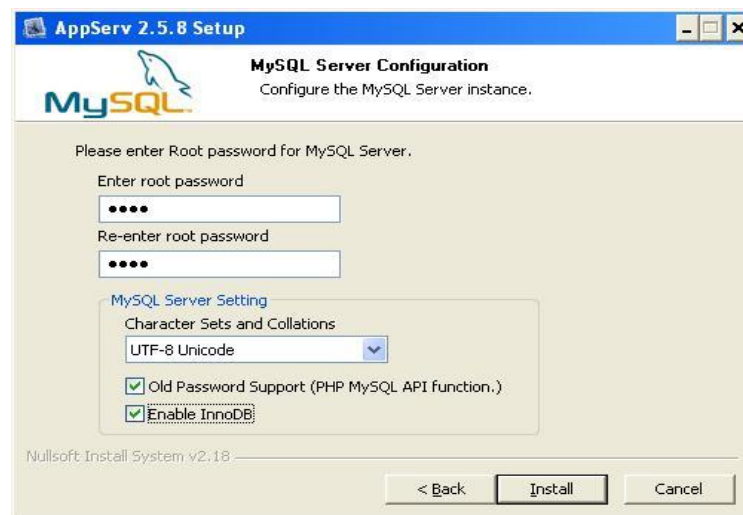 AppServ 2.5.8 Setup
MySQL
MySQL Server Configuration
Configure the MySQL Server instance.
Please enter Root password for MySQL Server.
Enter root password
••••
Re-enter root password
••••
MySQL Server Setting
Character Sets and Collations
UTF-8 Unicode
Old Password Support (PHP MySQL API function.)
Enable InnoDB
Nullsoft Install System v2.18
< Back
Install
Cancel